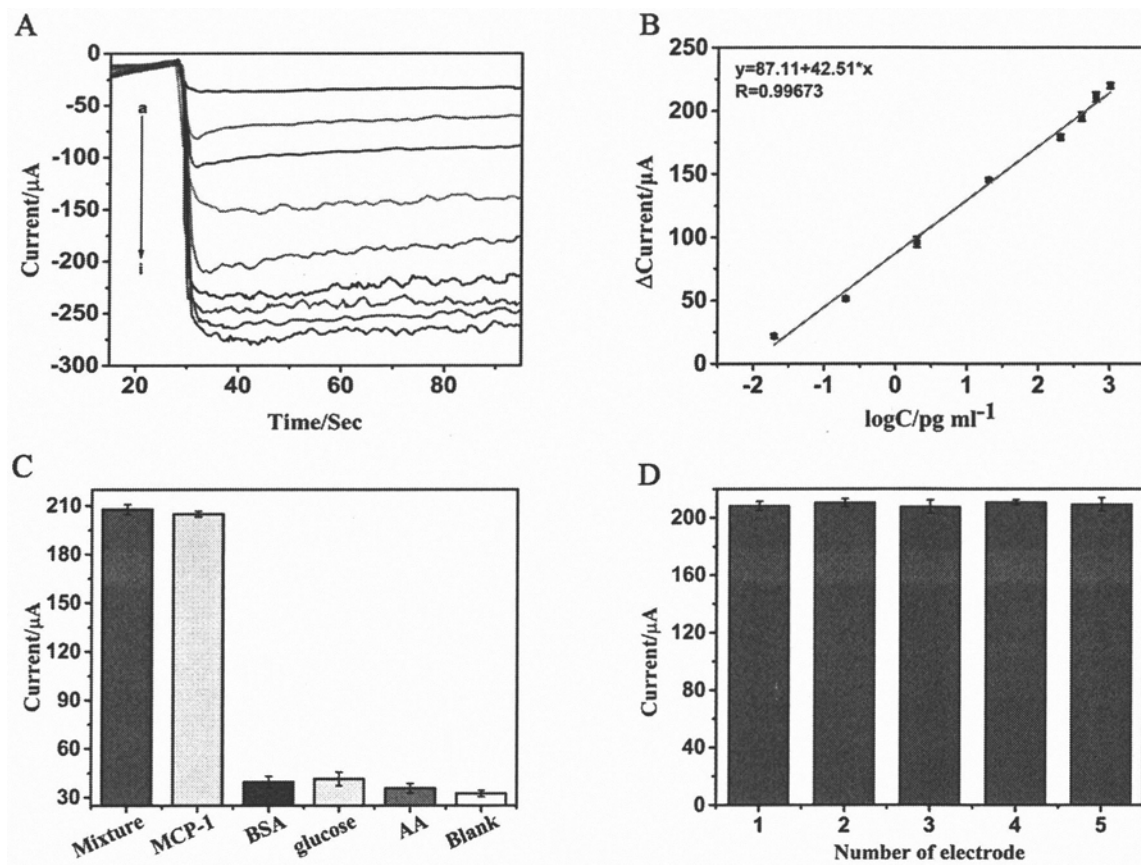 A
0
-50
-100
-150
-200
-250
-300
Current/μA
a
i
20
40
60
80
Time/Sec
B
250
200
150
100
50
0
ΔCurrent/μA
y=87.11+42.51*x
R=0.99673
-2
-1
0
1
2
3
logC/pg ml⁻¹
C
210
180
150
120
90
60
30
Current/μA
Mixture
MCP-1
BSA
glucose
AA
Blank
D
200
160
120
80
40
0
Current/μA
1
2
3
4
5
Number of electrode